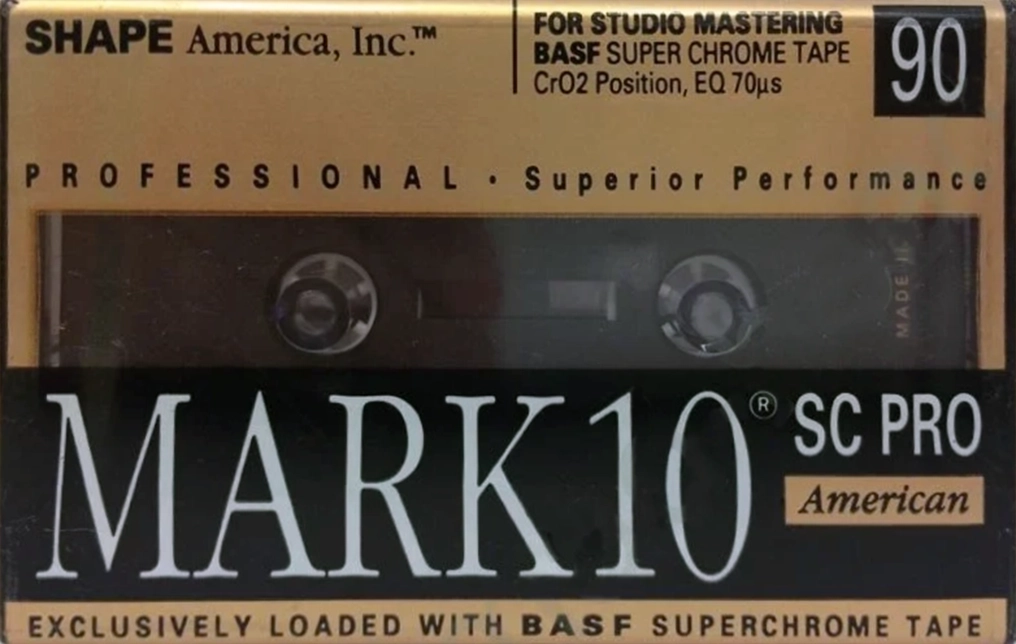 SHAPE America, Inc.™
FOR STUDIO MASTERING
BASF SUPER CHROME TAPE
CrO2 Position, EQ 70µs
90
PROFESSIONAL · Superior Performance
MADE
MARK10® SC PRO
American
EXCLUSIVELY LOADED WITH BASF SUPERCHROME TAPE